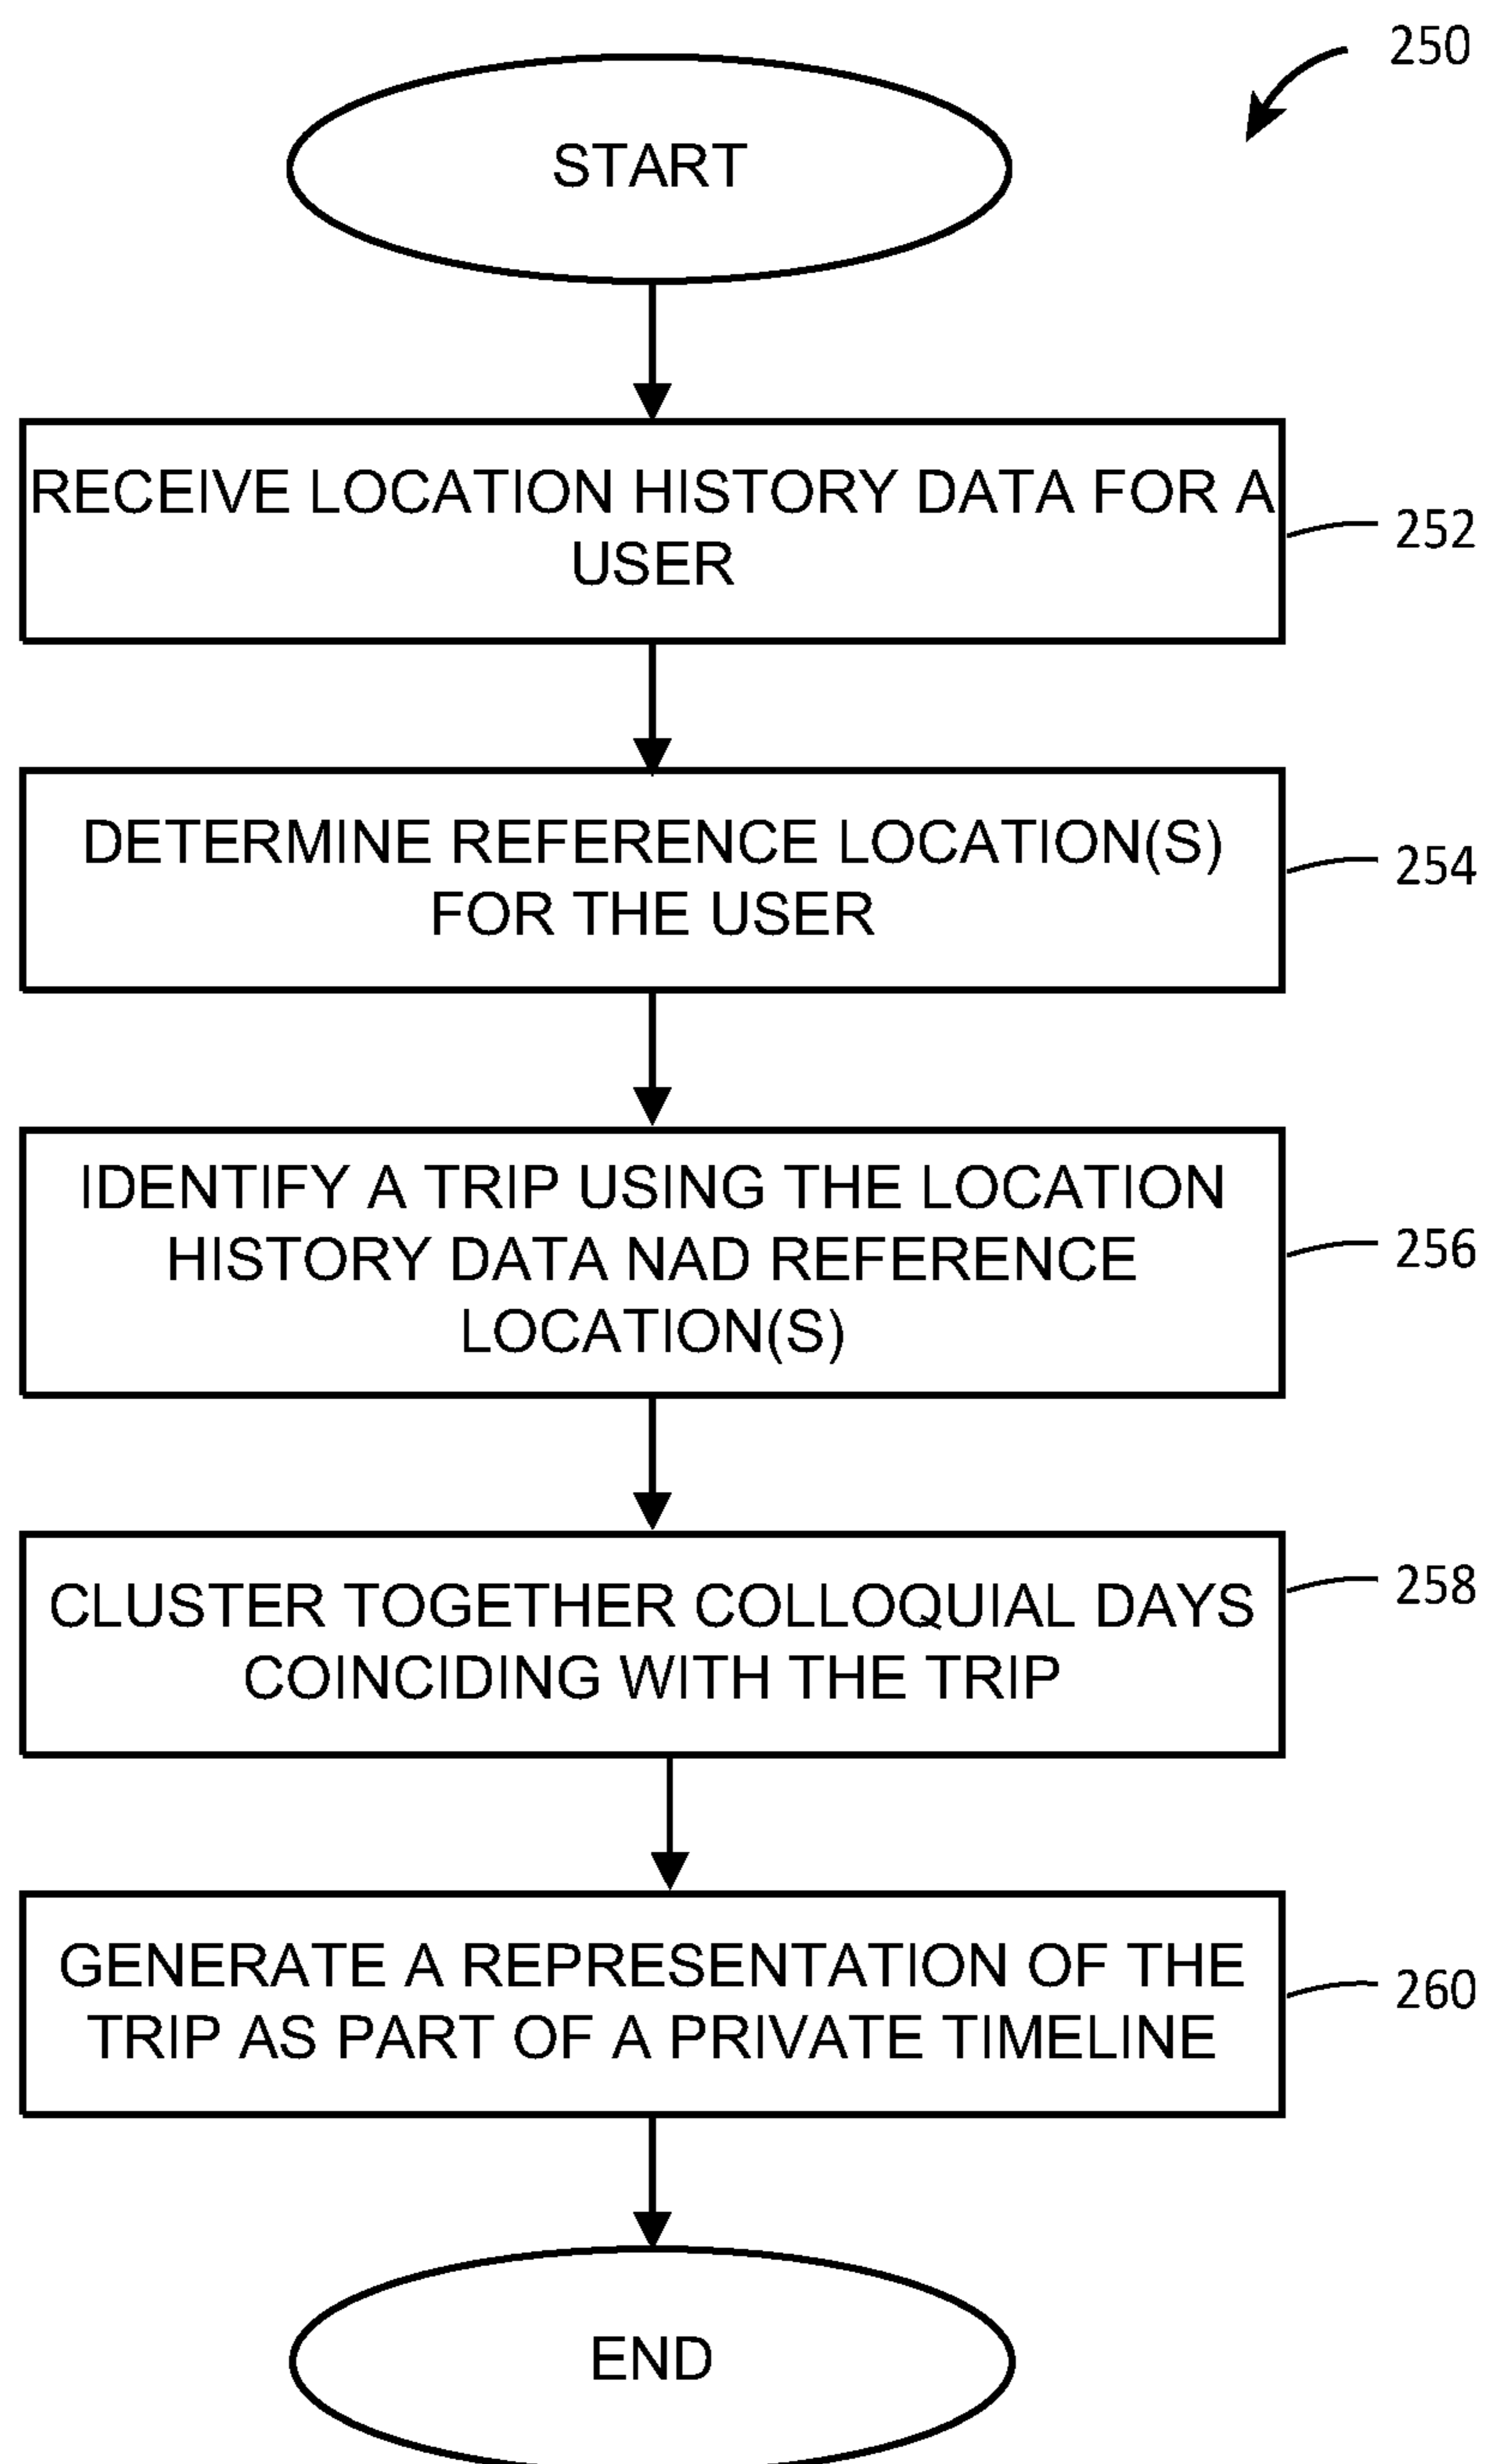 250
START
RECEIVE LOCATION HISTORY DATA FOR A
USER
252
DETERMINE REFERENCE LOCATION(S)
FOR THE USER
254
IDENTIFY A TRIP USING THE LOCATION
HISTORY DATA NAD REFERENCE
LOCATION(S)
256
CLUSTER TOGETHER COLLOQUIAL DAYS
COINCIDING WITH THE TRIP
258
GENERATE A REPRESENTATION OF THE
TRIP AS PART OF A PRIVATE TIMELINE
260
END